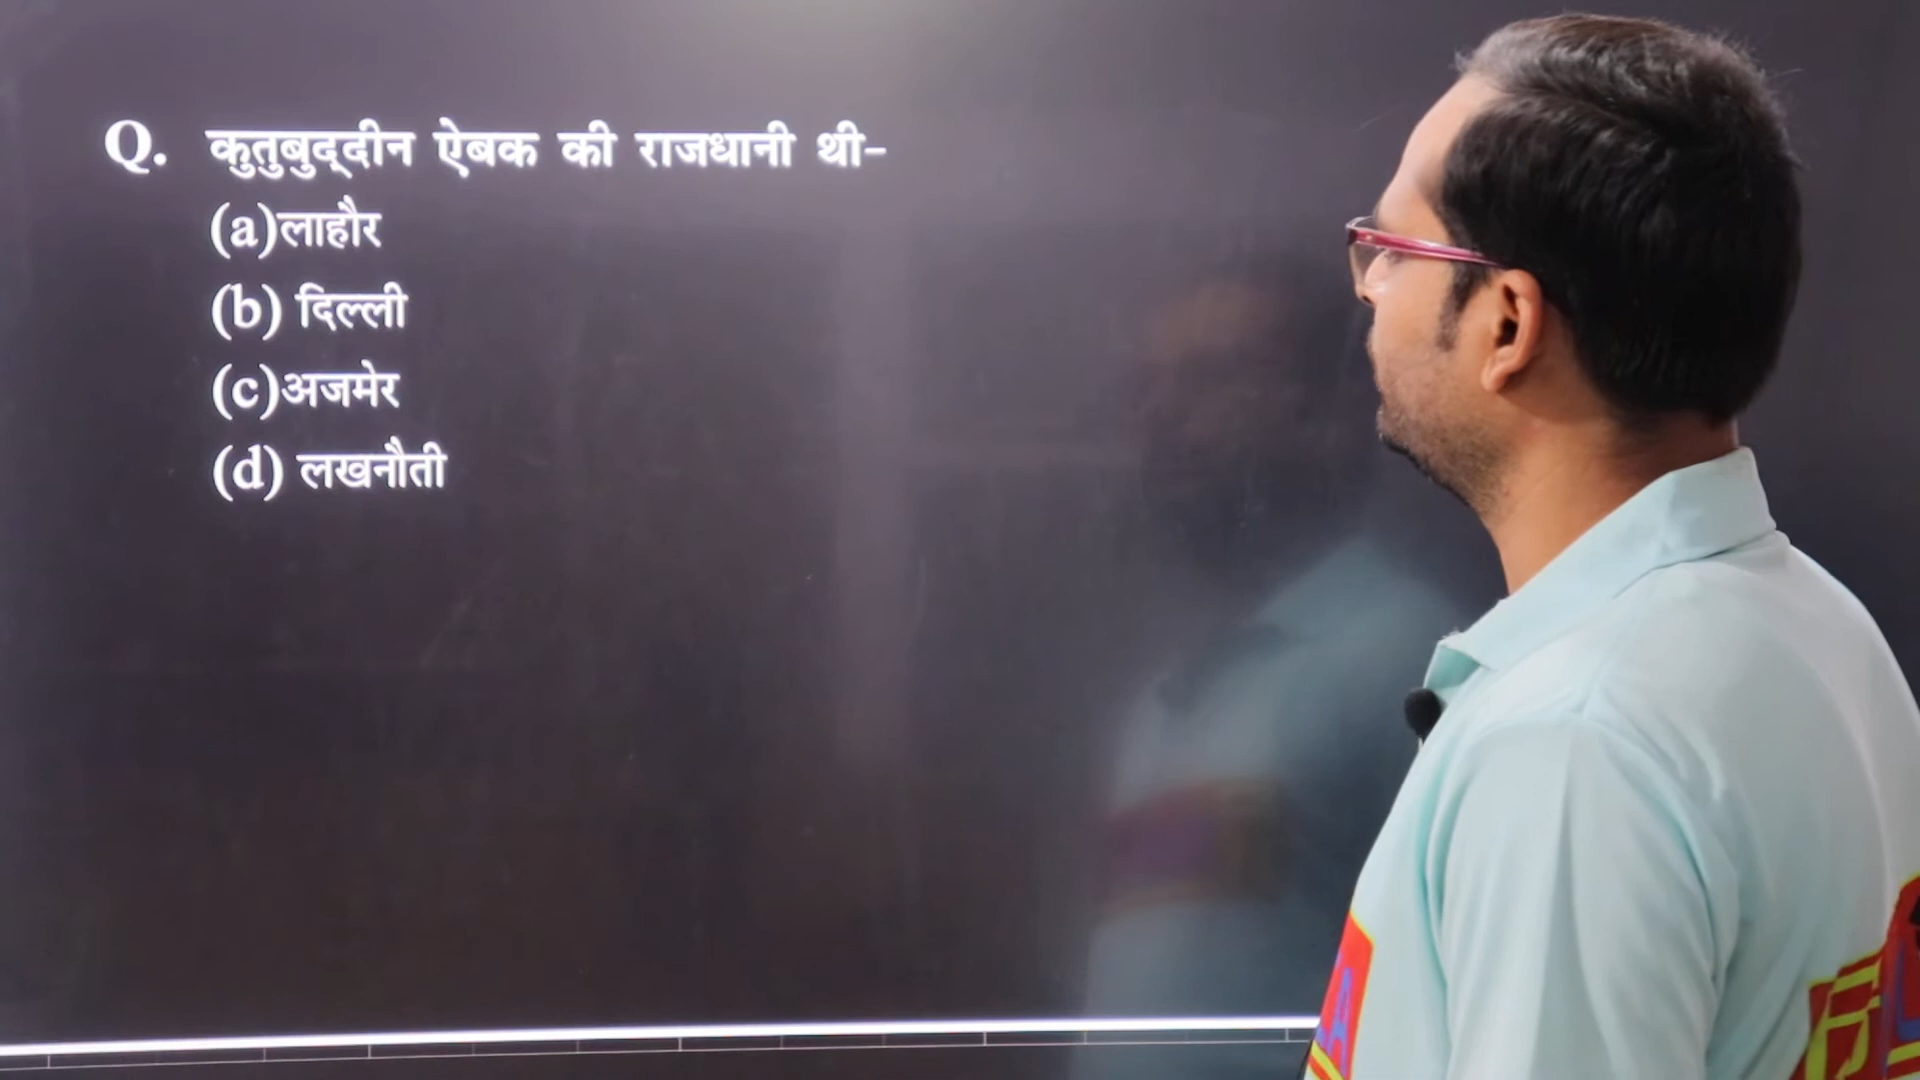 Q. कुतुबुद्दीन ऐबक की राजधानी थी-
(a)लाहौर
(b) दिल्ली
(c)अजमेर
(d) लखनौती